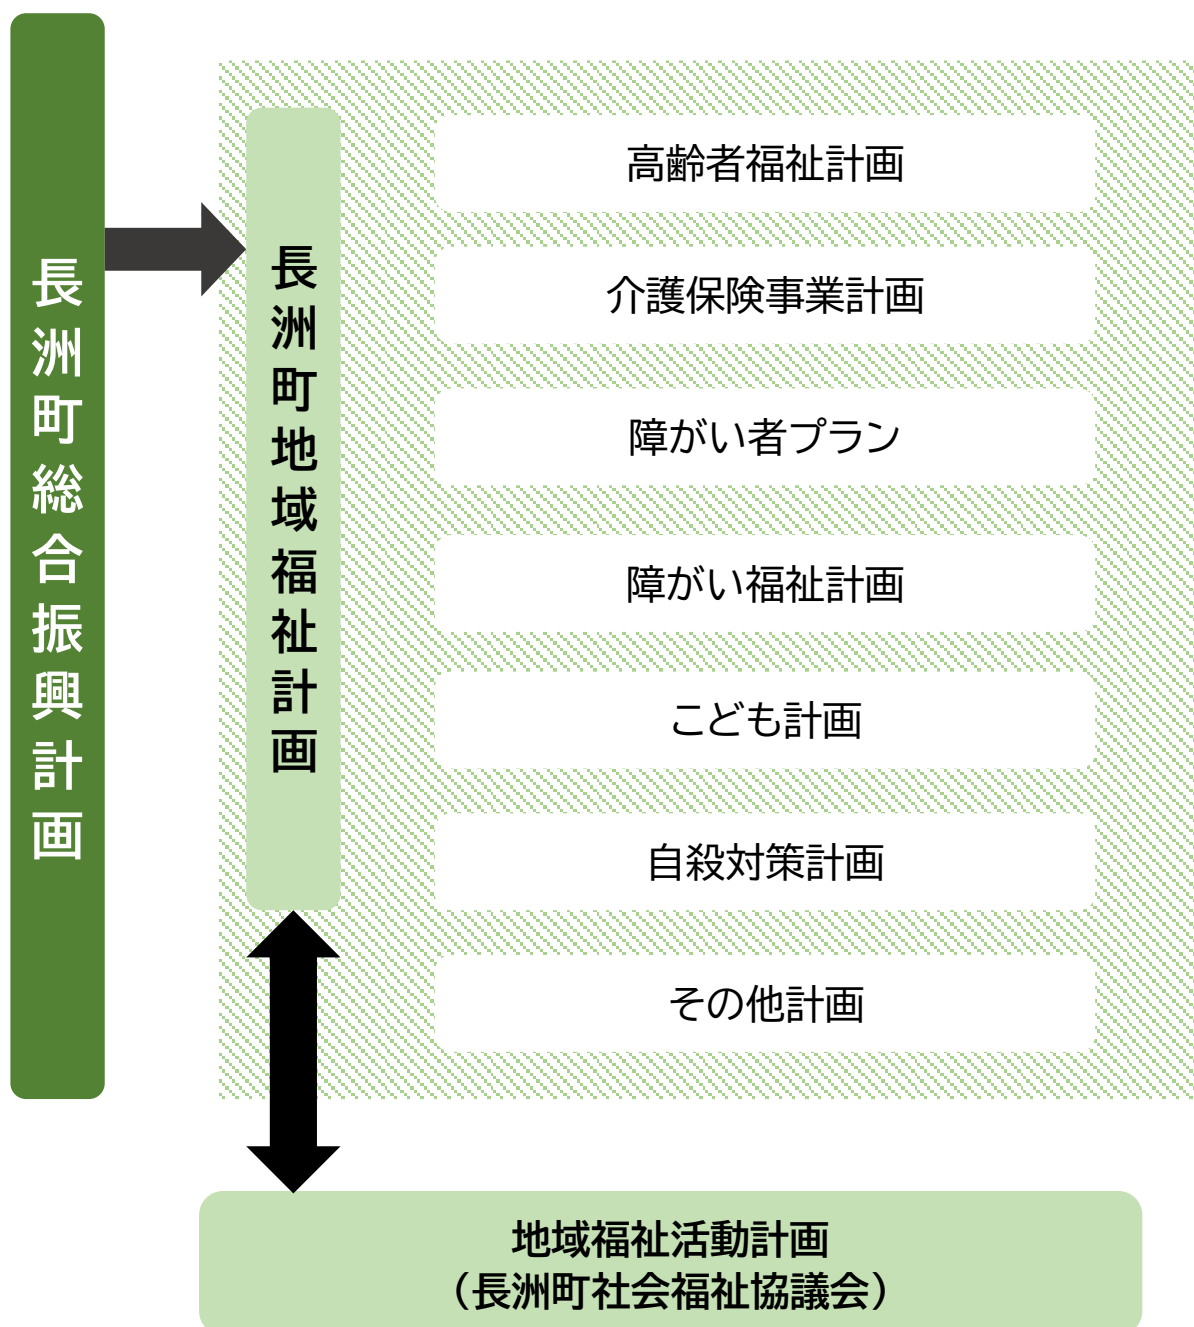 長洲町総合振興計画
長洲町地域福祉計画
高齢者福祉計画
介護保険事業計画
障がい者プラン
障がい福祉計画
こども計画
自殺対策計画
その他計画
地域福祉活動計画
（長洲町社会福祉協議会）